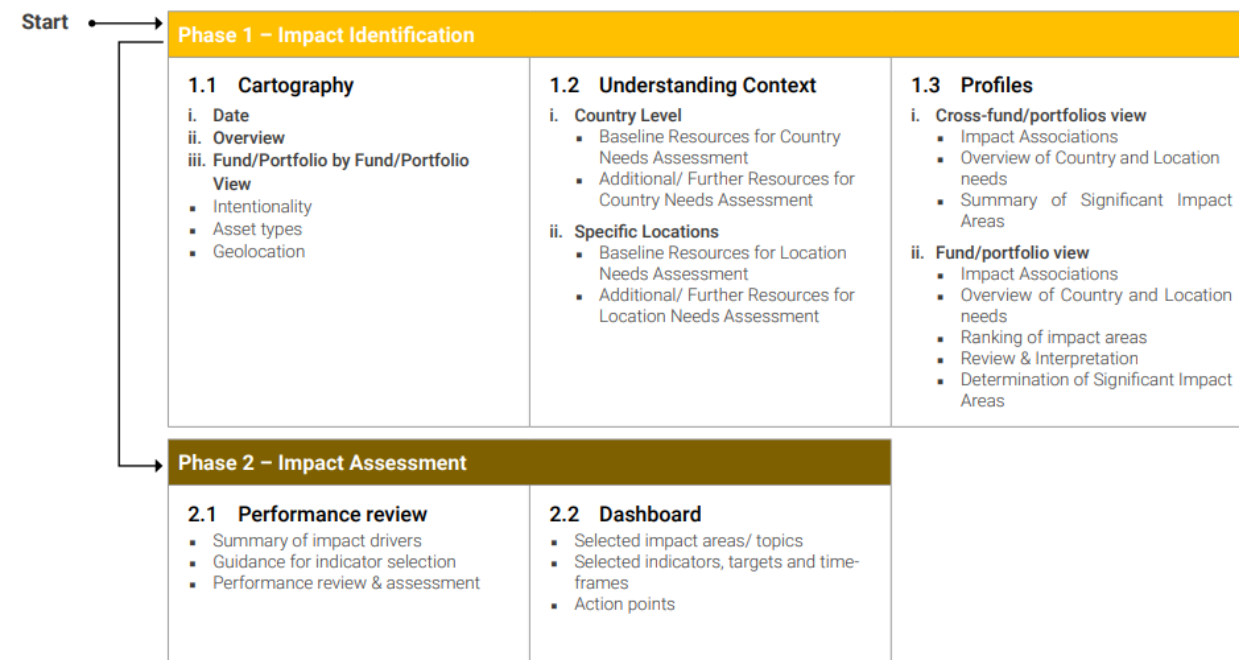 Start
Phase 1 – Impact Identification
1.1 Cartography
i. Date
ii. Overview
iii. Fund/Portfolio by Fund/Portfolio
View
▪ Intentionality
▪ Asset types
▪ Geolocation
1.2 Understanding Context
i. Country Level
▪ Baseline Resources for Country
Needs Assessment
▪ Additional/ Further Resources for
Country Needs Assessment
ii. Specific Locations
▪ Baseline Resources for Location
Needs Assessment
▪ Additional/ Further Resources for
Location Needs Assessment
1.3 Profiles
i. Cross-fund/portfolios view
▪ Impact Associations
▪ Overview of Country and Location
needs
▪ Summary of Significant Impact
Areas
ii. Fund/portfolio view
▪ Impact Associations
▪ Overview of Country and Location
needs
▪ Ranking of impact areas
▪ Review & Interpretation
▪ Determination of Significant Impact
Areas
Phase 2 – Impact Assessment
2.1 Performance review
▪ Summary of impact drivers
▪ Guidance for indicator selection
▪ Performance review & assessment
2.2 Dashboard
▪ Selected impact areas/ topics
▪ Selected indicators, targets and time-
frames
▪ Action points